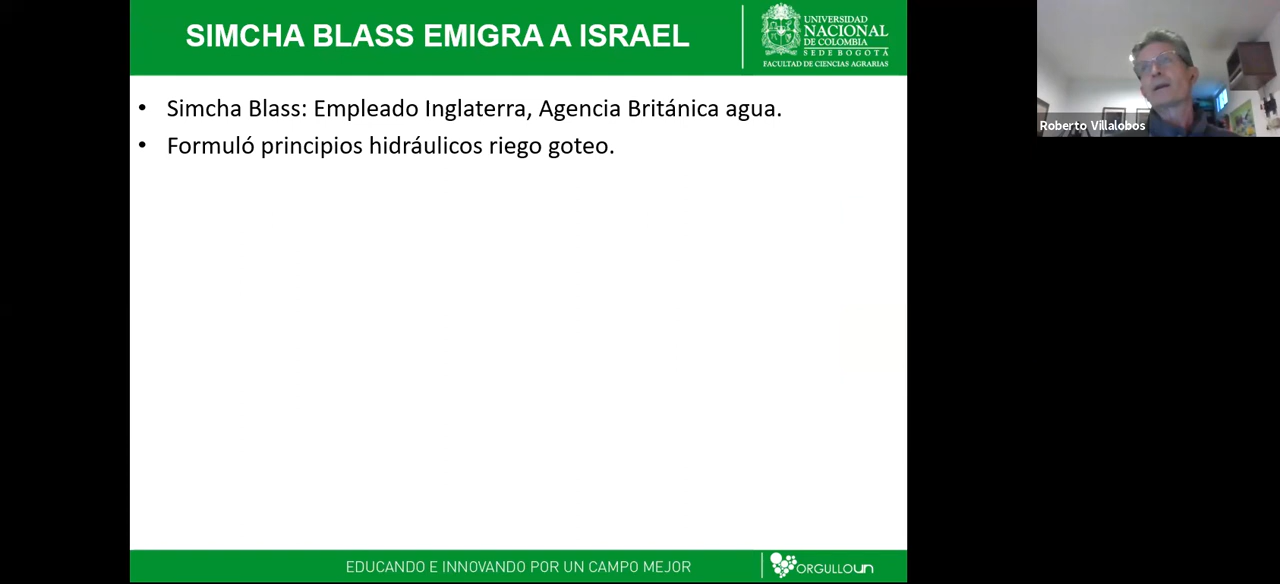 SIMCHA BLASS EMIGRA A ISRAEL
UNIVERSIDAD
NACIONAL
DE COLOMBIA
SEDE BOGOTÁ
FACULTAD DE CIENCIAS AGRARIAS
Roberto Villalobos
• Simcha Blass: Empleado Inglaterra, Agencia Británica agua.
• Formuló principios hidráulicos riego goteo.
EDUCANDO E INNOVANDO POR UN CAMPO MEJOR
ORGULLOUN